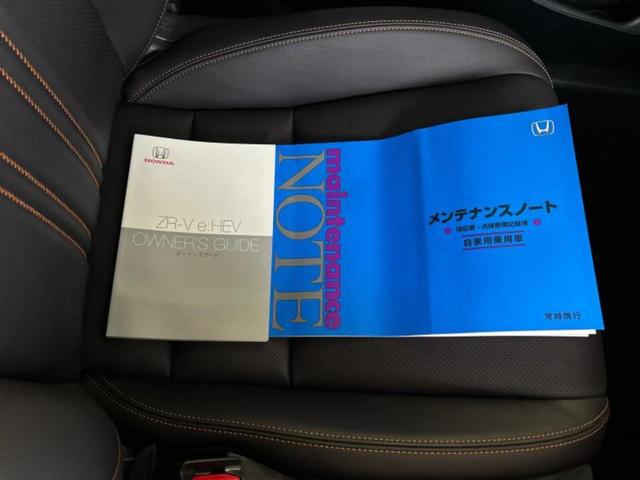 HONDA
ZR-V e:HEV
OWNER'S GUIDE
オーナーズガイド
maintenance
NOTE
メンテナンスノート
保証書・点検整備記録簿
自家用乗用車
常時携行